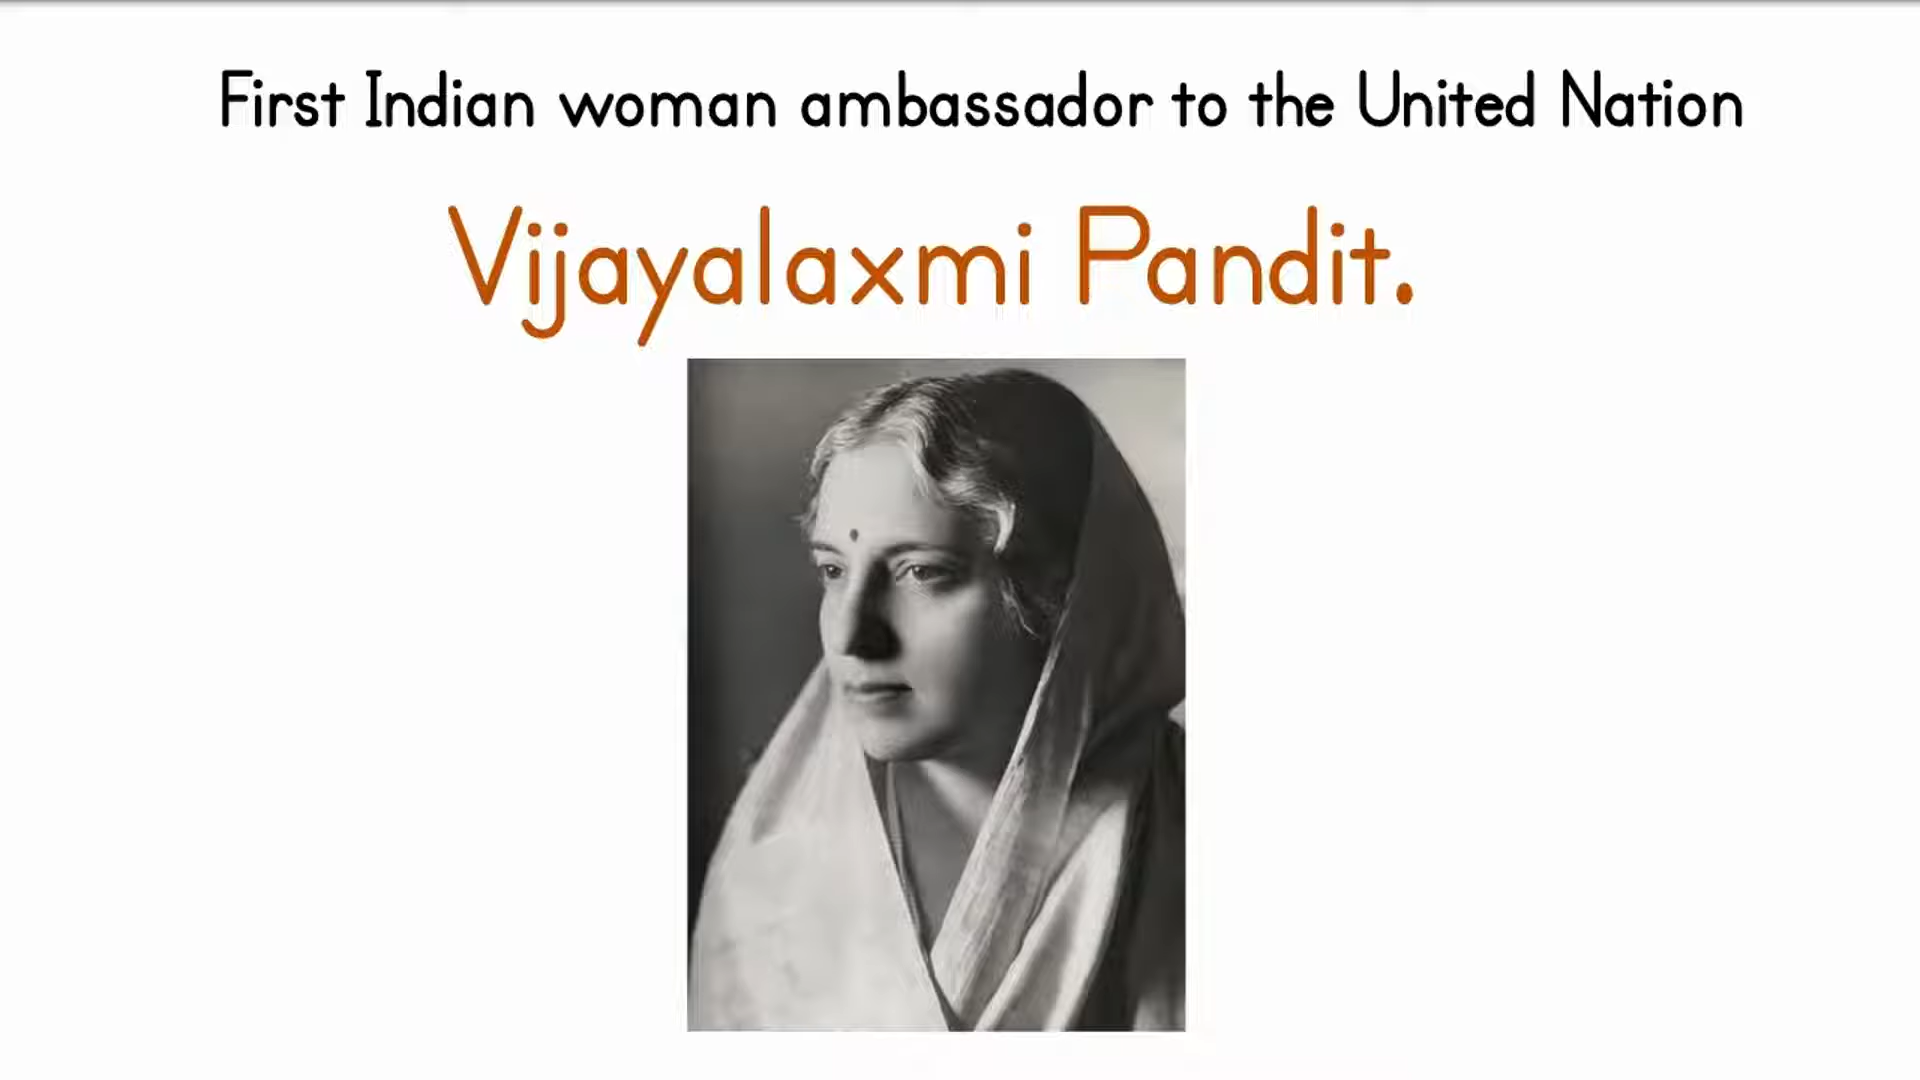 First Indian woman ambassador to the United Nation
Vijayalaxmi Pandit.